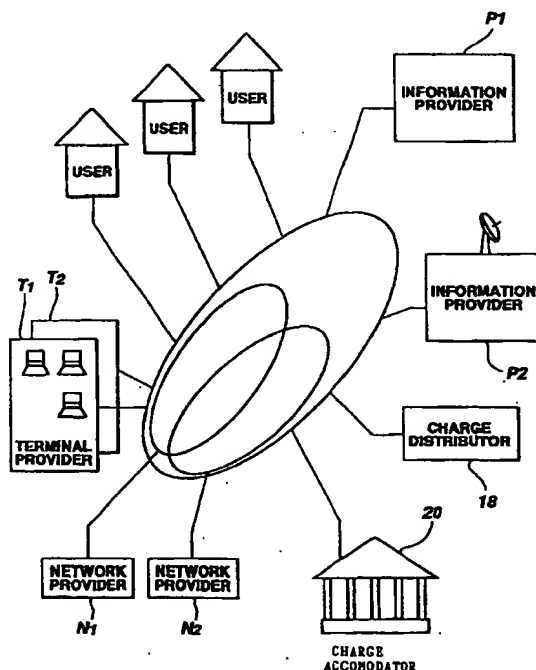 P1
INFORMATION
PROVIDER
USER
USER
USER
T1
T2
TERMINAL
PROVIDER
INFORMATION
PROVIDER
P2
CHARGE
DISTRIBUTOR
18
20
NETWORK
PROVIDER
N1
NETWORK
PROVIDER
N2
CHARGE
ACCOMODATOR